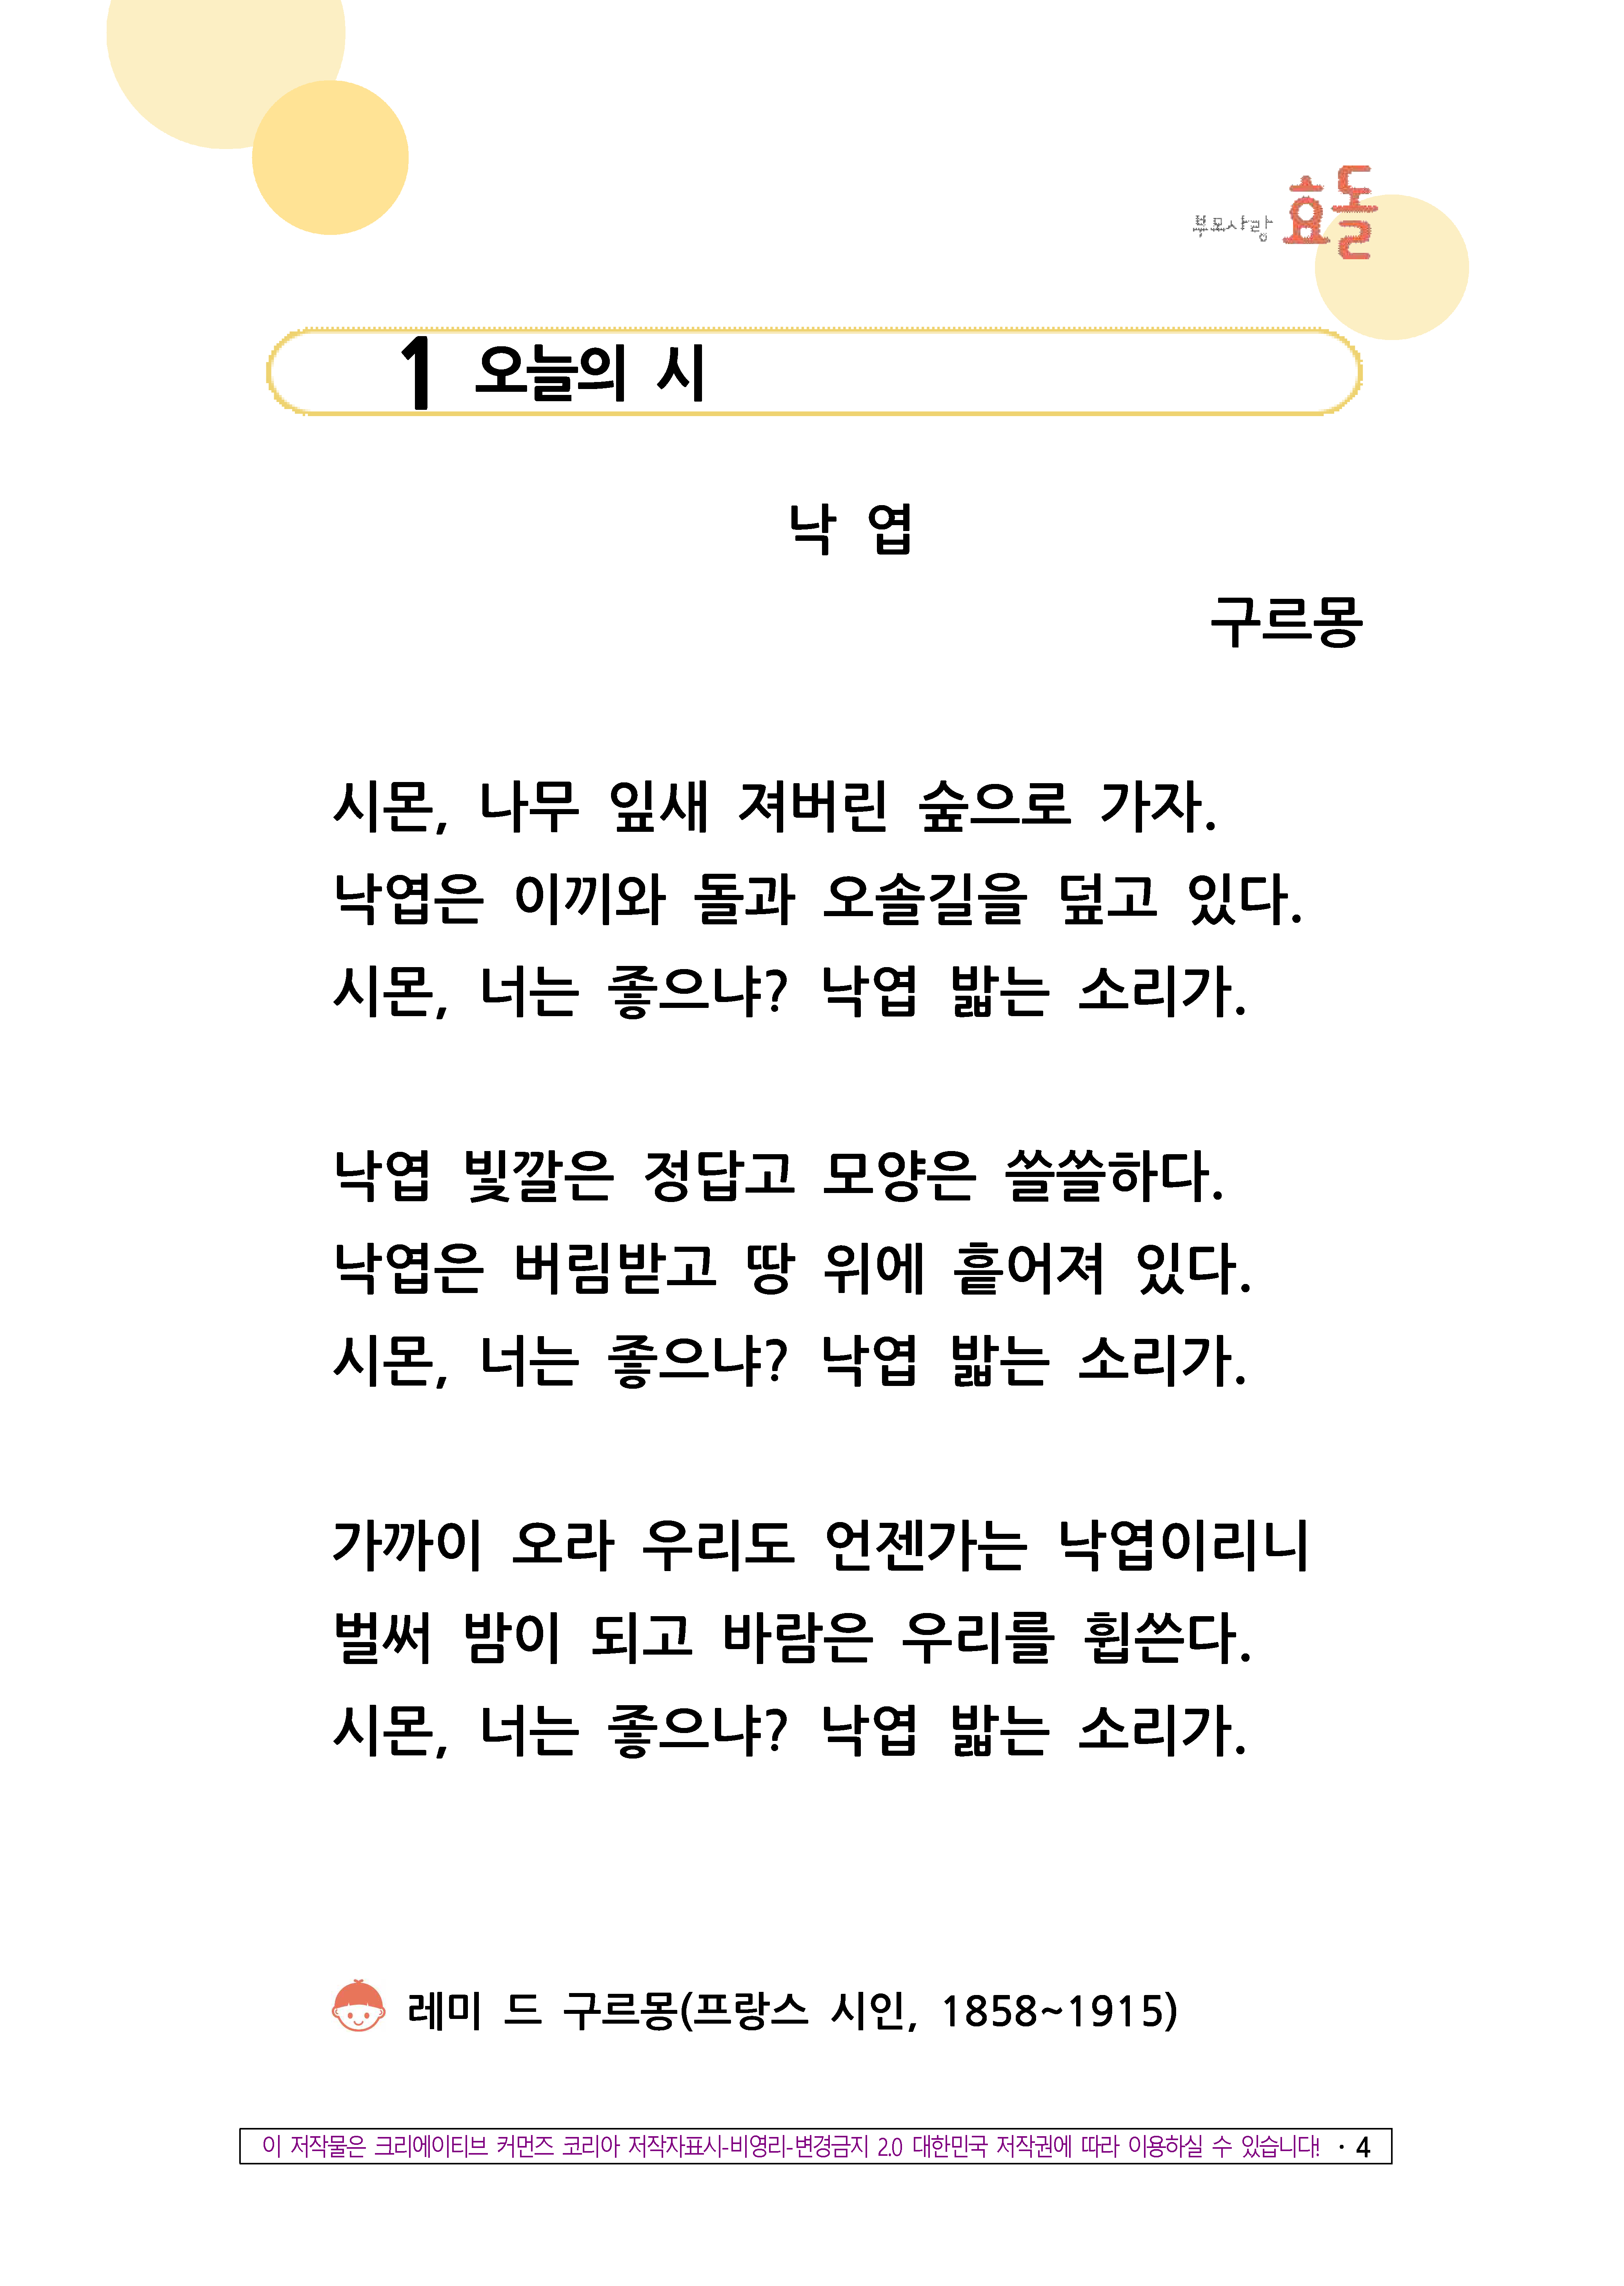 부모사랑 효돌
1 오늘의 시
낙 엽
구르몽
시몬, 나무 잎새 져버린 숲으로 가자.
낙엽은 이끼와 돌과 오솔길을 덮고 있다.
시몬, 너는 좋으냐? 낙엽 밟는 소리가.
낙엽 빛깔은 정답고 모양은 쓸쓸하다.
낙엽은 버림받고 땅 위에 흩어져 있다.
시몬, 너는 좋으냐? 낙엽 밟는 소리가.
가까이 오라 우리도 언젠가는 낙엽이리니
벌써 밤이 되고 바람은 우리를 휩쓴다.
시몬, 너는 좋으냐? 낙엽 밟는 소리가.
레미 드 구르몽(프랑스 시인, 1858~1915)
이 저작물은 크리에이티브 커먼즈 코리아 저작자표시-비영리-변경금지 2.0 대한민국 저작권에 따라 이용하실 수 있습니다! · 4